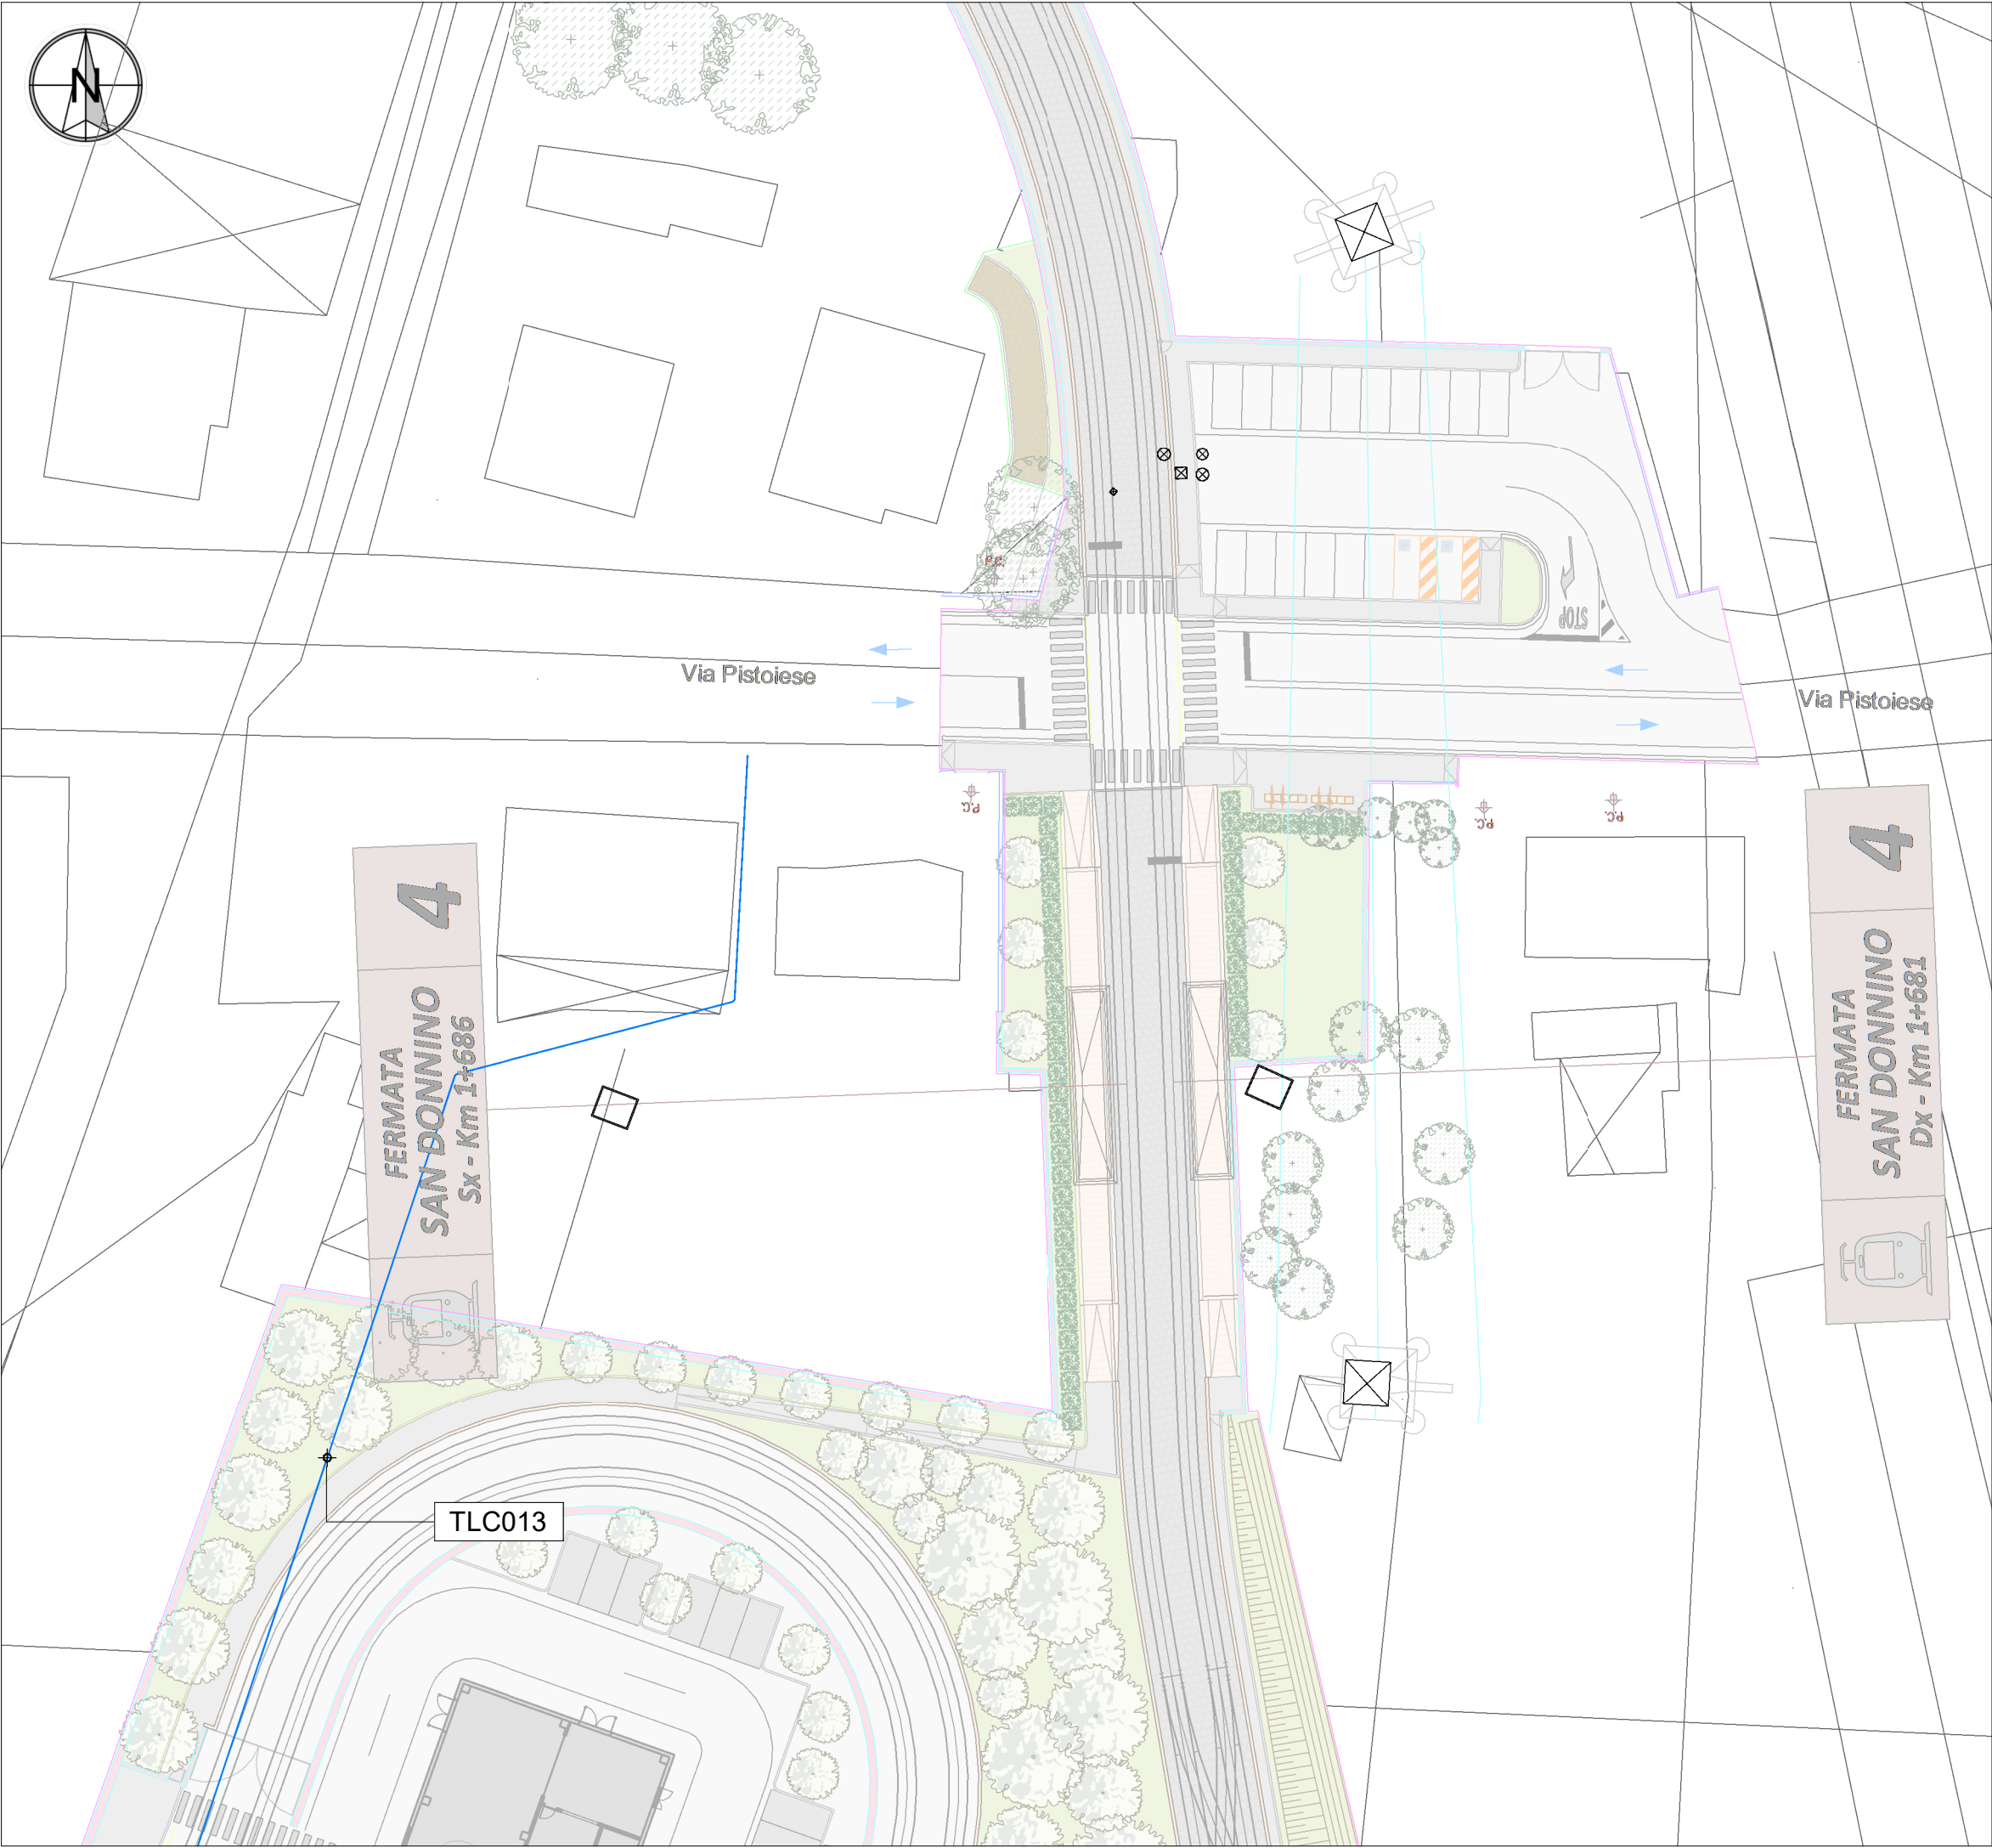 N
P.C.
STOP
Via Pistoiese
Via Pistoiese
P.C.
P.C.
P.C.
4
FERMATA
SAN DONNINO
Sx - Km 1+686
4
FERMATA
SAN DONNINO
Dx - Km 1+681
TLC013